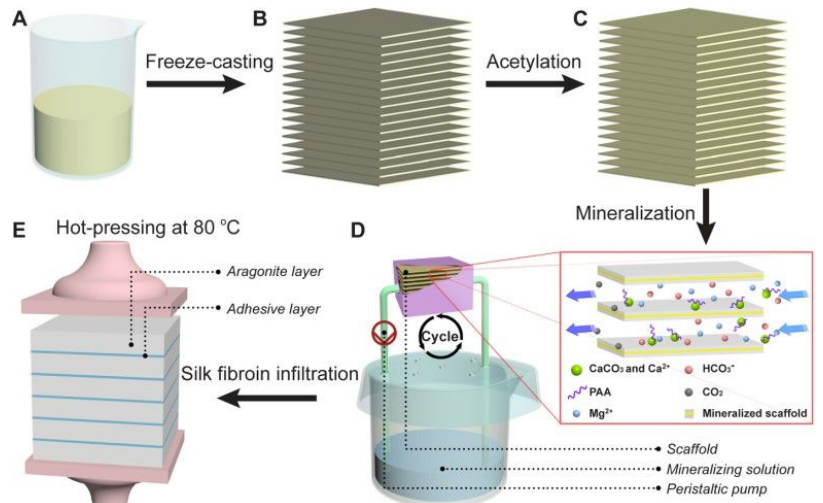 A
Freeze-casting
B
Acetylation
C
Mineralization
E
Hot-pressing at 80 °C
Aragonite layer
Adhesive layer
Silk fibroin infiltration
D
Cycle
CaCO₃ and Ca²⁺
HCO₃⁻
PAA
CO₂
Mg²⁺
Mineralized scaffold
Scaffold
Mineralizing solution
Peristaltic pump